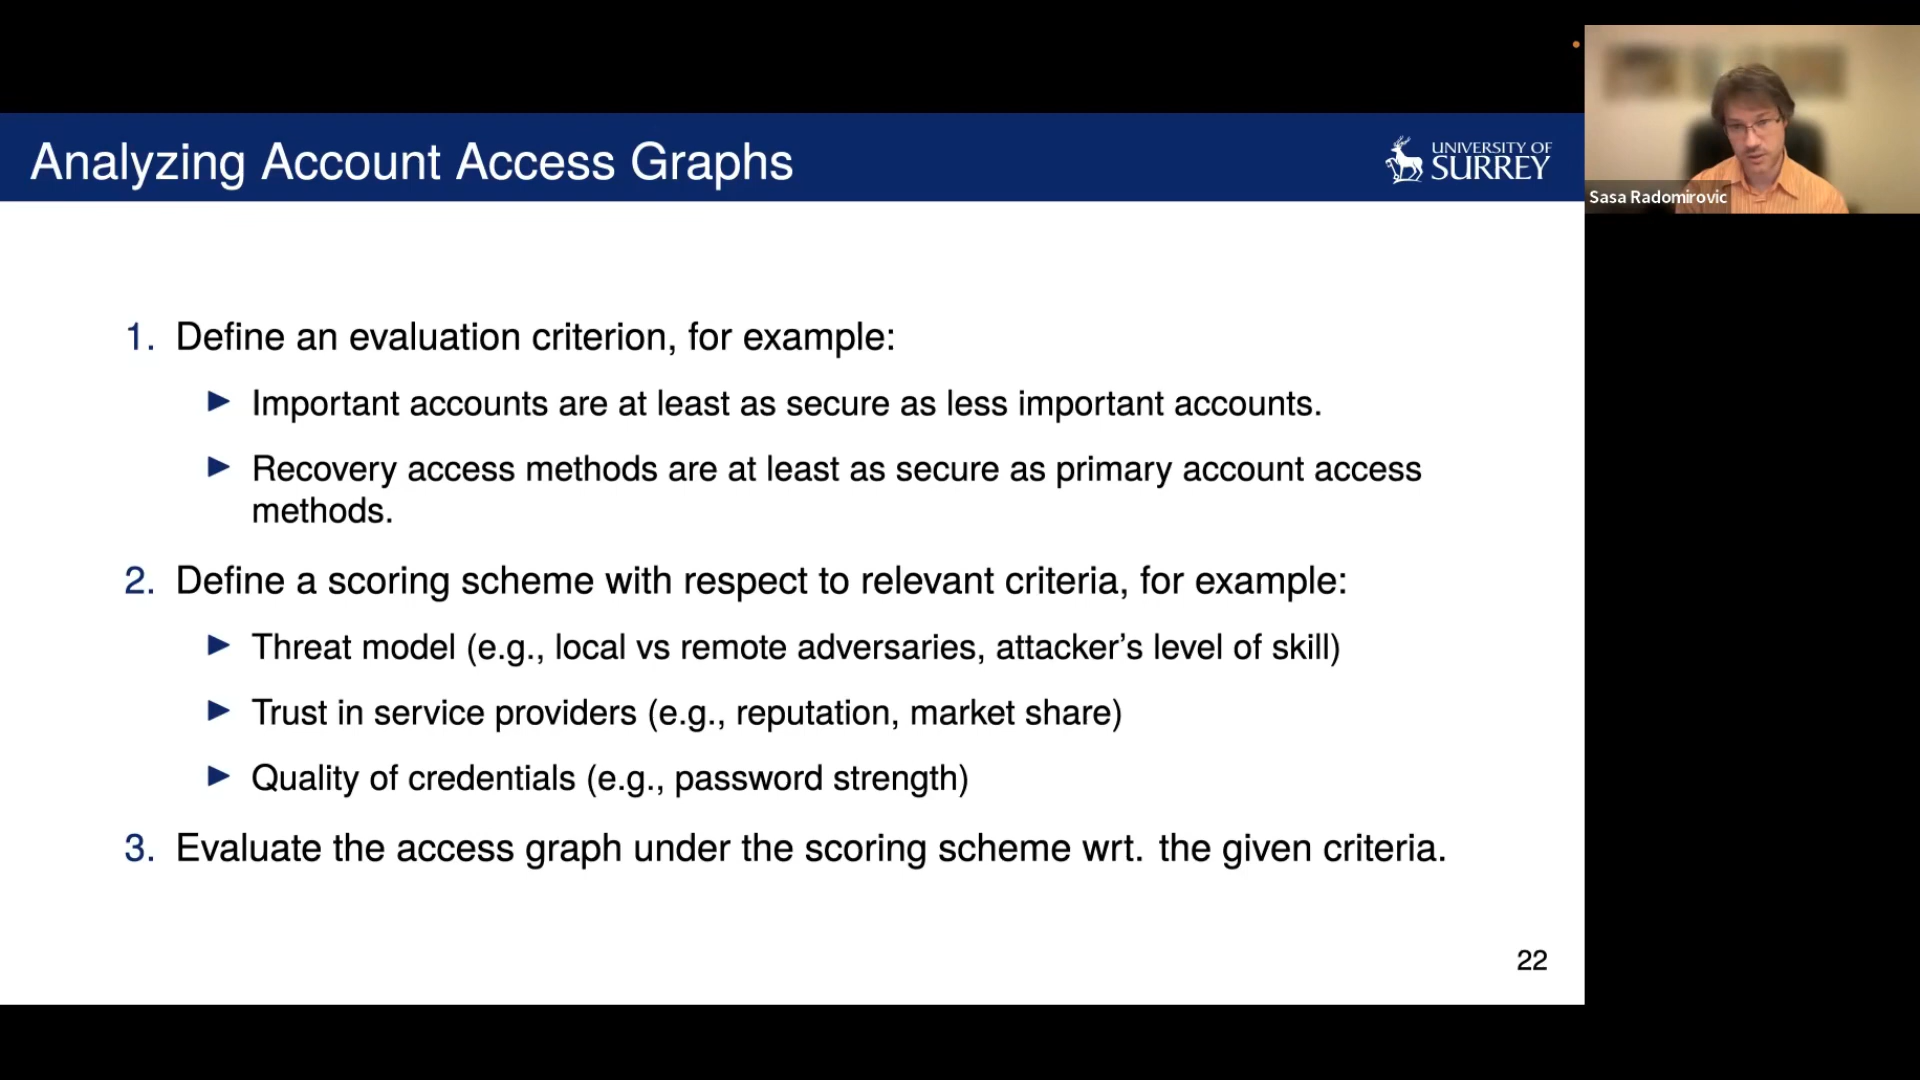 Analyzing Account Access Graphs
UNIVERSITY OF
SURREY
Sasa Radomirovic
1. Define an evaluation criterion, for example:
▶ Important accounts are at least as secure as less important accounts.
▶ Recovery access methods are at least as secure as primary account access
methods.
2. Define a scoring scheme with respect to relevant criteria, for example:
▶ Threat model (e.g., local vs remote adversaries, attacker’s level of skill)
▶ Trust in service providers (e.g., reputation, market share)
▶ Quality of credentials (e.g., password strength)
3. Evaluate the access graph under the scoring scheme wrt. the given criteria.
22